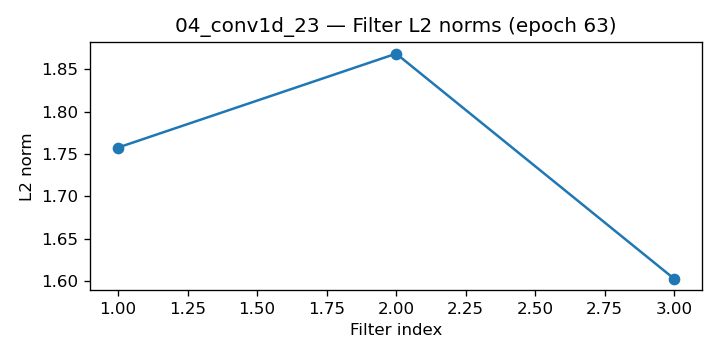 04_conv1d_23 — Filter L2 norms (epoch 63)
L2 norm
1.85
1.80
1.75
1.70
1.65
1.60
1.00 1.25 1.50 1.75 2.00 2.25 2.50 2.75 3.00
Filter index